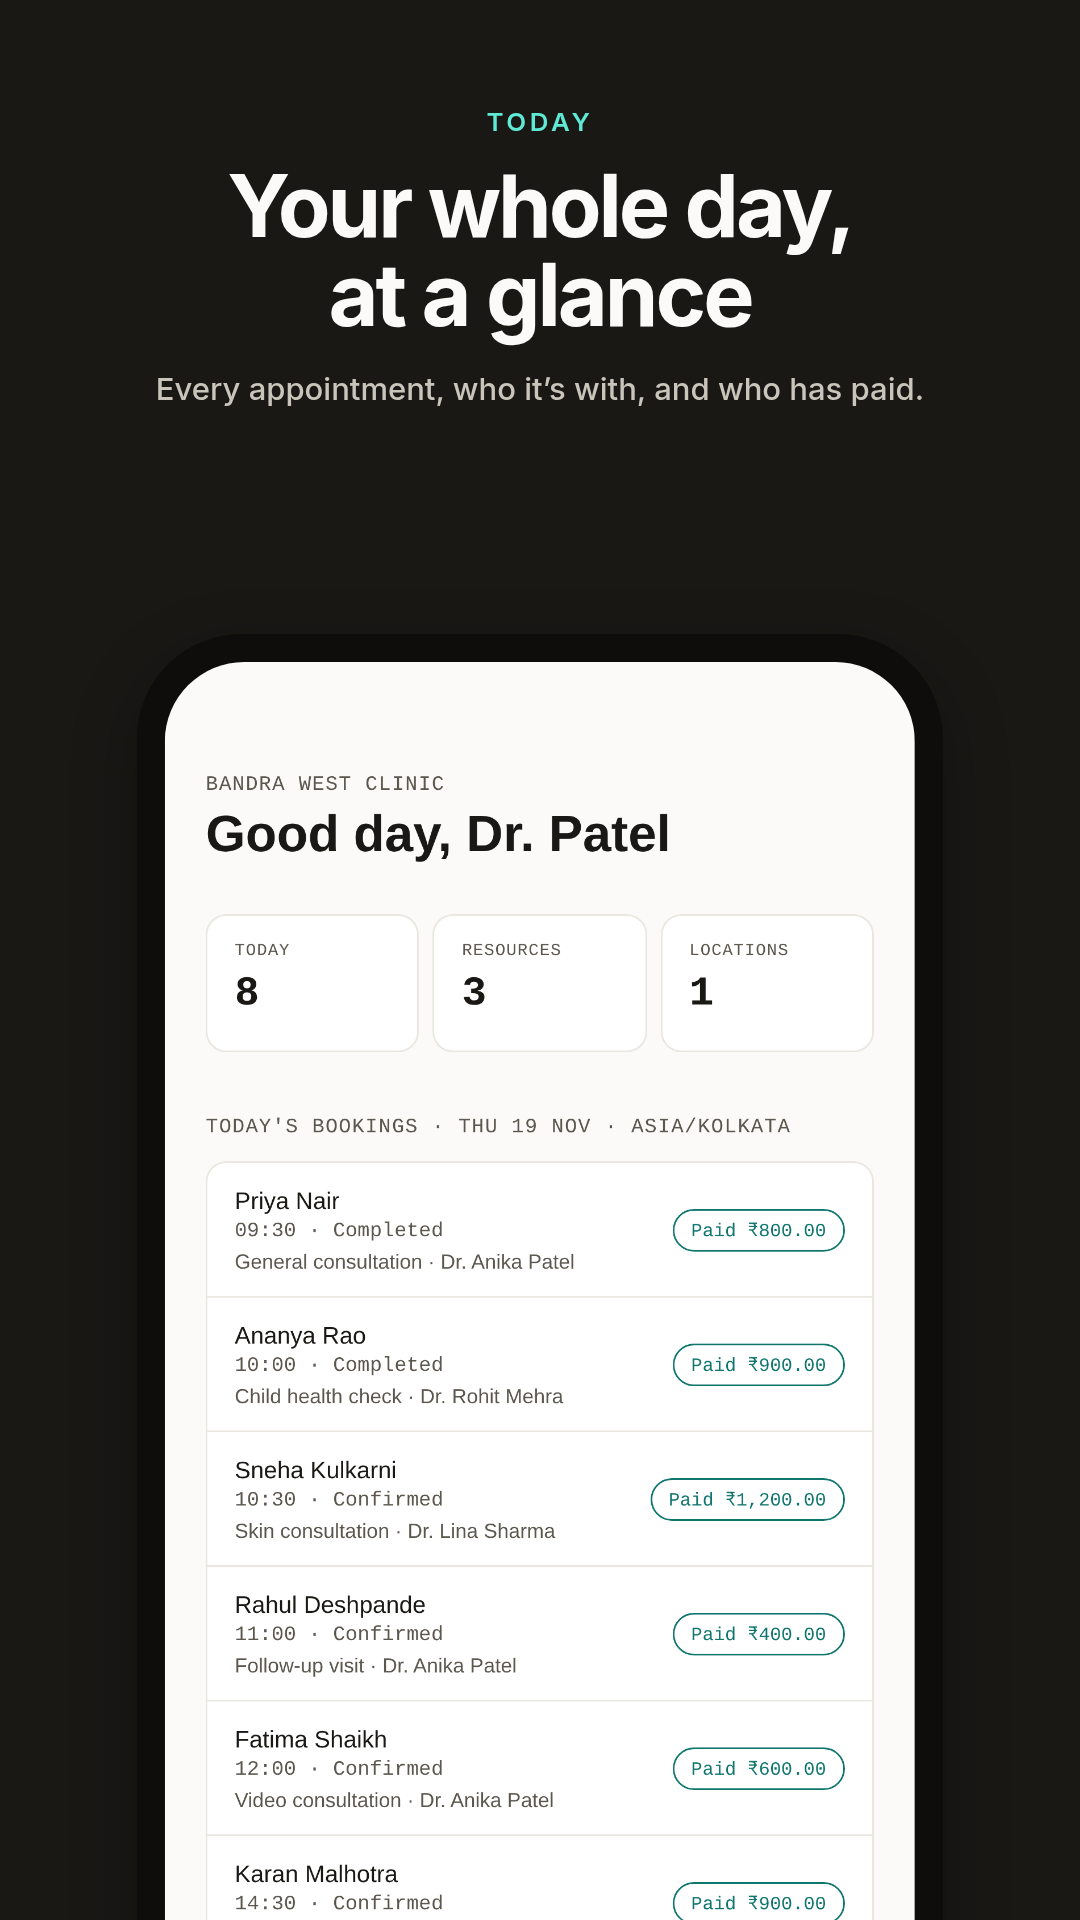 TODAY
Your whole day,
at a glance
Every appointment, who it’s with, and who has paid.
BANDRA WEST CLINIC
Good day, Dr. Patel
TODAY
8
RESOURCES
3
LOCATIONS
1
TODAY'S BOOKINGS · THU 19 NOV · ASIA/KOLKATA
Priya Nair
09:30 · Completed
General consultation · Dr. Anika Patel
Paid ₹800.00
Ananya Rao
10:00 · Completed
Child health check · Dr. Rohit Mehra
Paid ₹900.00
Sneha Kulkarni
10:30 · Confirmed
Skin consultation · Dr. Lina Sharma
Paid ₹1,200.00
Rahul Deshpande
11:00 · Confirmed
Follow-up visit · Dr. Anika Patel
Paid ₹400.00
Fatima Shaikh
12:00 · Confirmed
Video consultation · Dr. Anika Patel
Paid ₹600.00
Karan Malhotra
14:30 · Confirmed
Paid ₹900.00